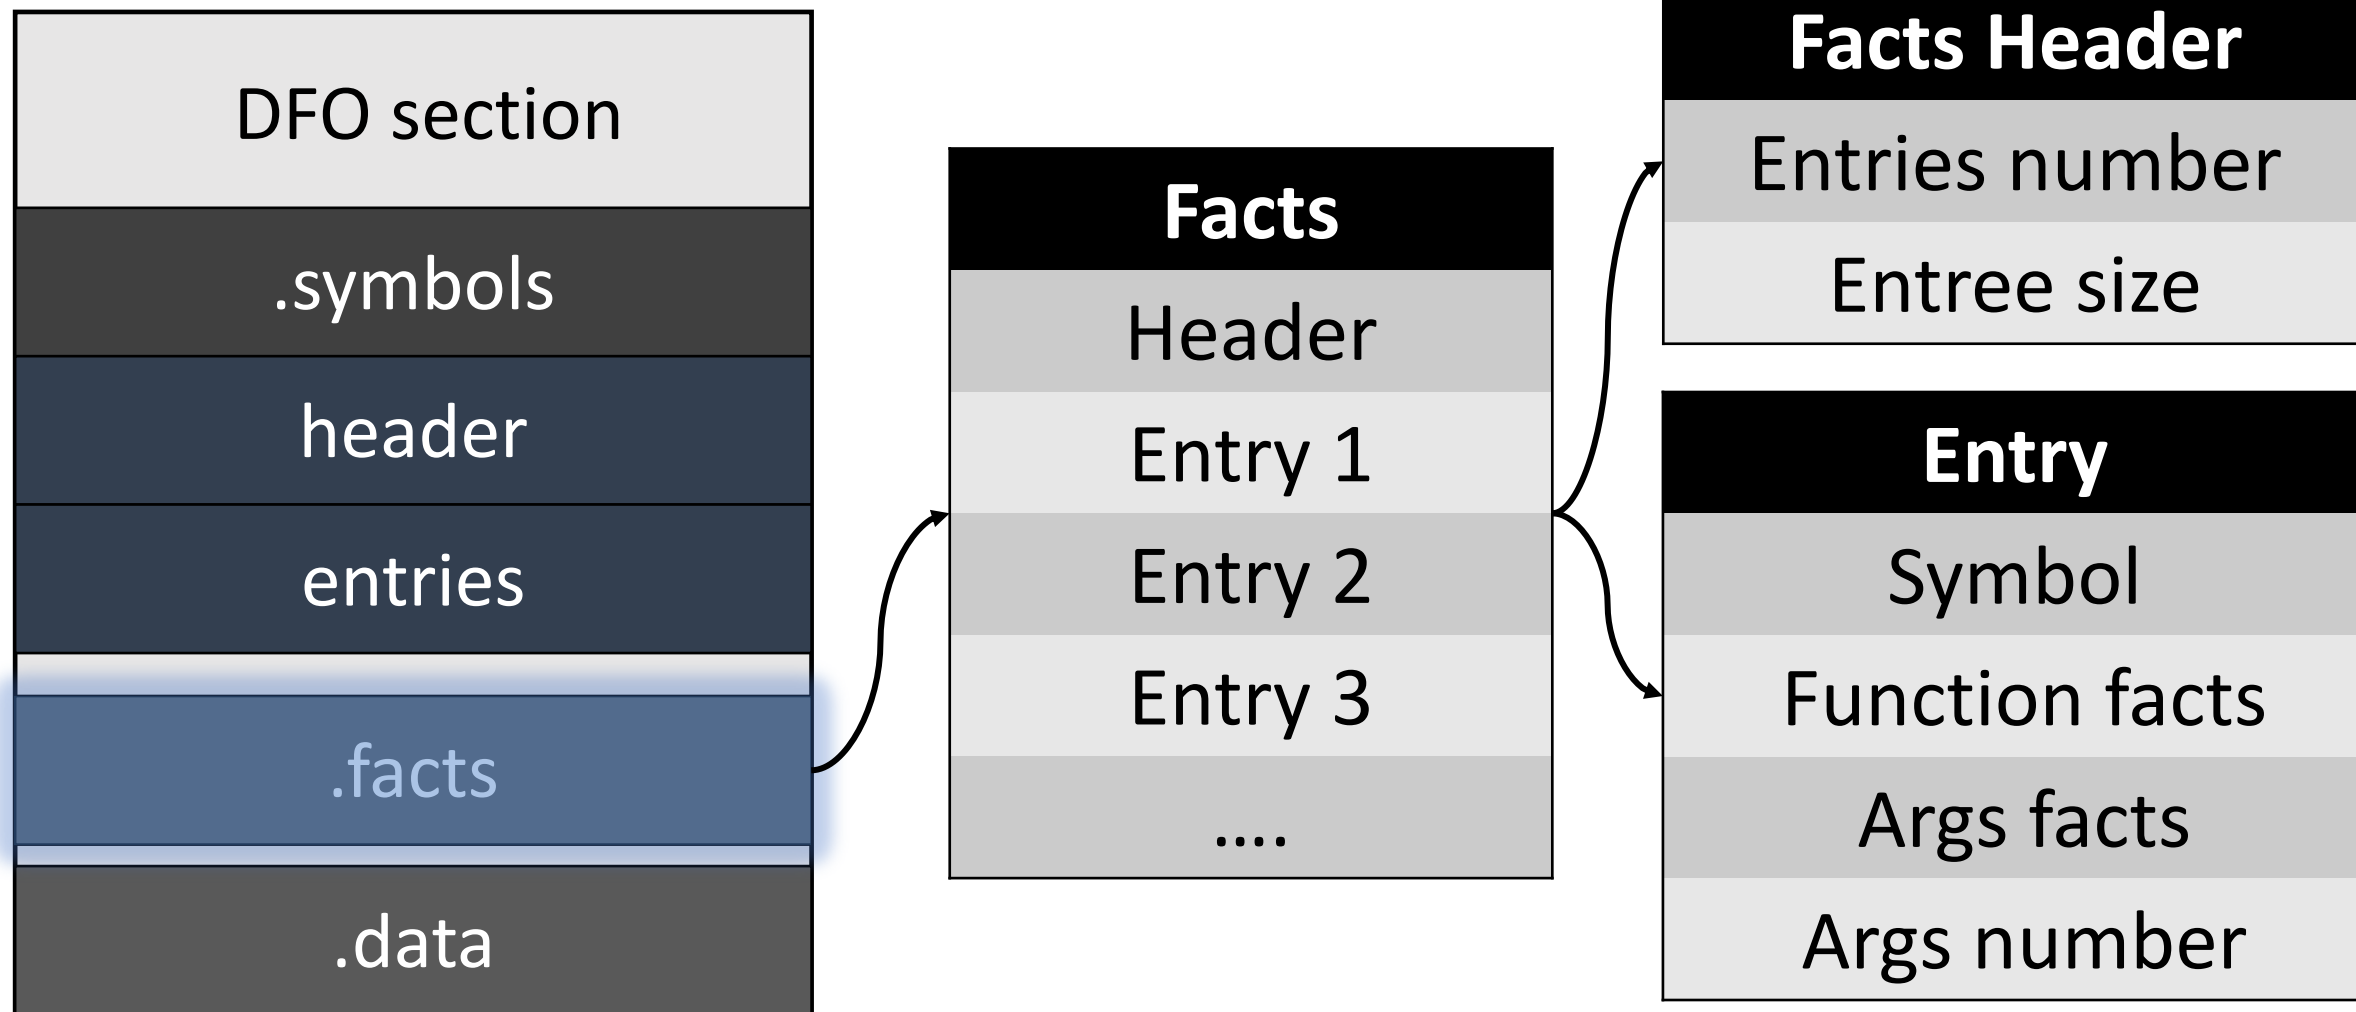 DFO section
.symbols
header
entries
.facts
.data
Facts
Header
Entry 1
Entry 2
Entry 3
....
Facts Header
Entries number
Entree size
Entry
Symbol
Function facts
Args facts
Args number